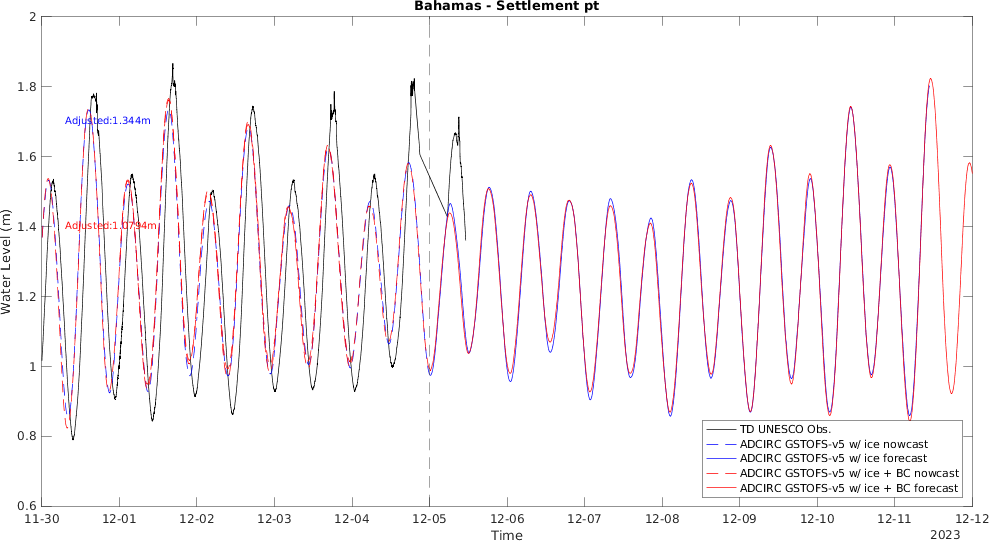 Bahamas - Settlement pt
2
1.8
1.6
1.4
1.2
1
0.8
0.6
Water Level (m)
Adjusted:1.344m
Adjusted:1.0794m
TD UNESCO Obs.
ADCIRC GSTOFS-v5 w/ ice nowcast
ADCIRC GSTOFS-v5 w/ ice forecast
ADCIRC GSTOFS-v5 w/ ice + BC nowcast
ADCIRC GSTOFS-v5 w/ ice + BC forecast
11-30 12-01 12-02 12-03 12-04 12-05 12-06 12-07 12-08 12-09 12-10 12-11 12-12
Time
2023